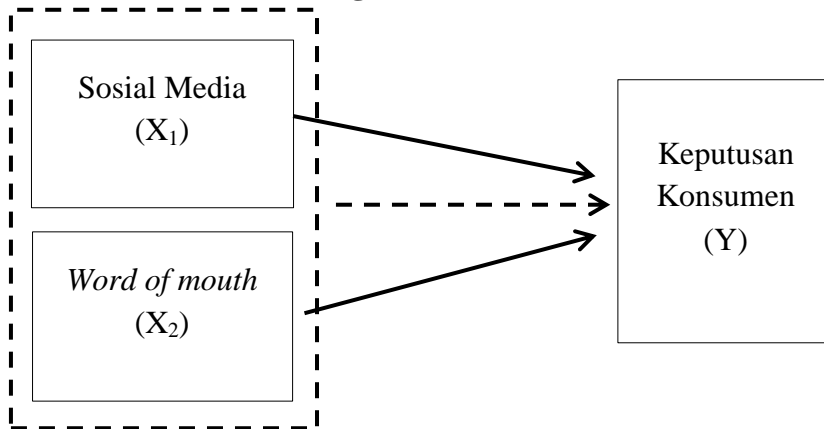 Sosial Media
(X₁)
Word of mouth
(X₂)
Keputusan
Konsumen
(Y)